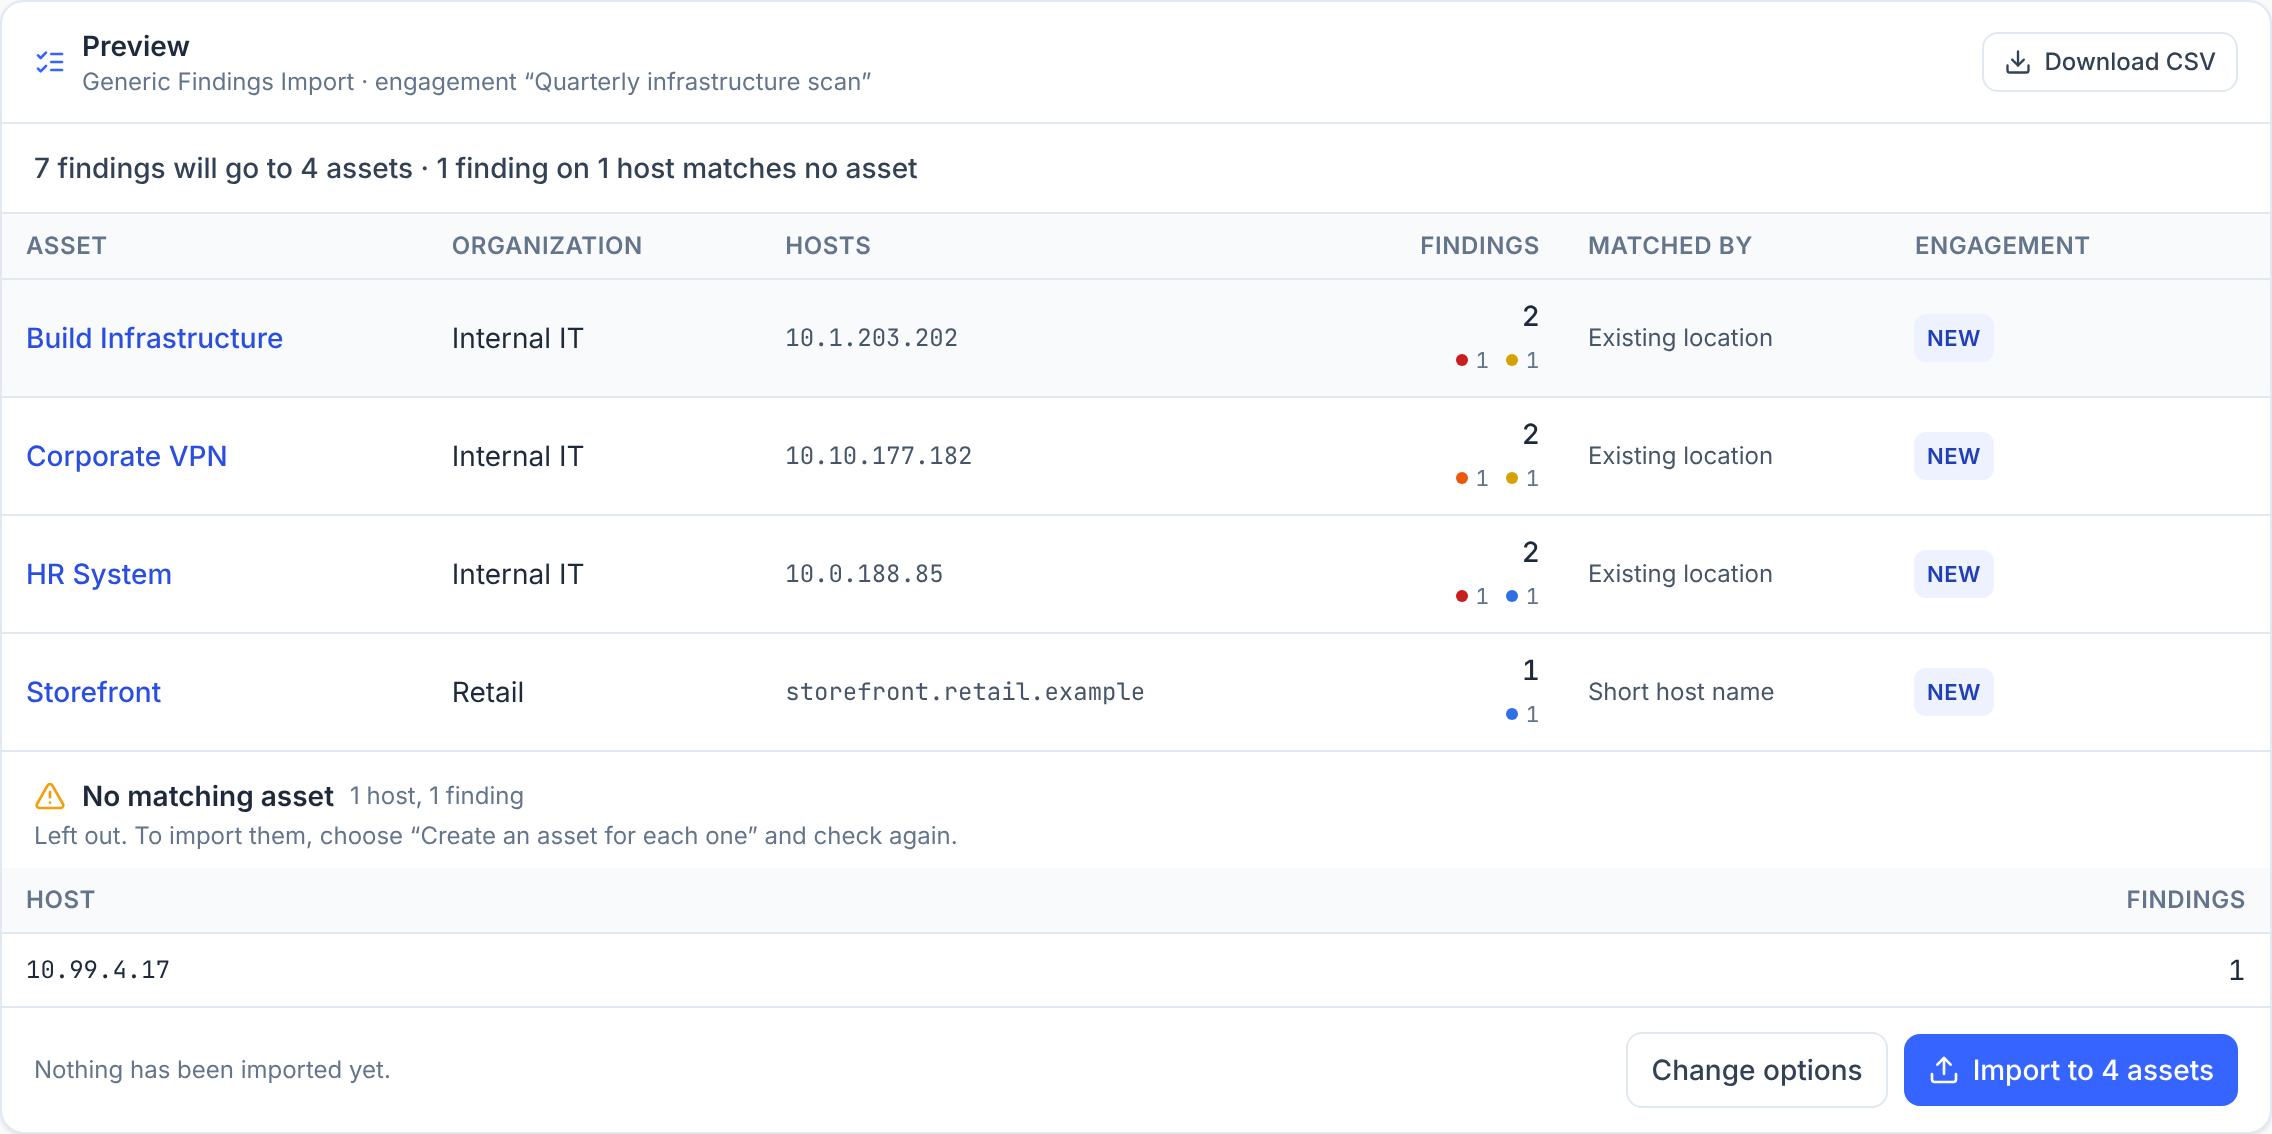 Preview
Generic Findings Import · engagement “Quarterly infrastructure scan”
Download CSV
7 findings will go to 4 assets · 1 finding on 1 host matches no asset
ASSET ORGANIZATION HOSTS FINDINGS MATCHED BY ENGAGEMENT
Build Infrastructure Internal IT 10.1.203.202 2 Existing location NEW
1 1
Corporate VPN Internal IT 10.10.177.182 2 Existing location NEW
1 1
HR System Internal IT 10.0.188.85 2 Existing location NEW
1 1
Storefront Retail storefront.retail.example 1 Short host name NEW
1
No matching asset 1 host, 1 finding
Left out. To import them, choose “Create an asset for each one” and check again.
HOST FINDINGS
10.99.4.17 1
Nothing has been imported yet.
Change options
Import to 4 assets